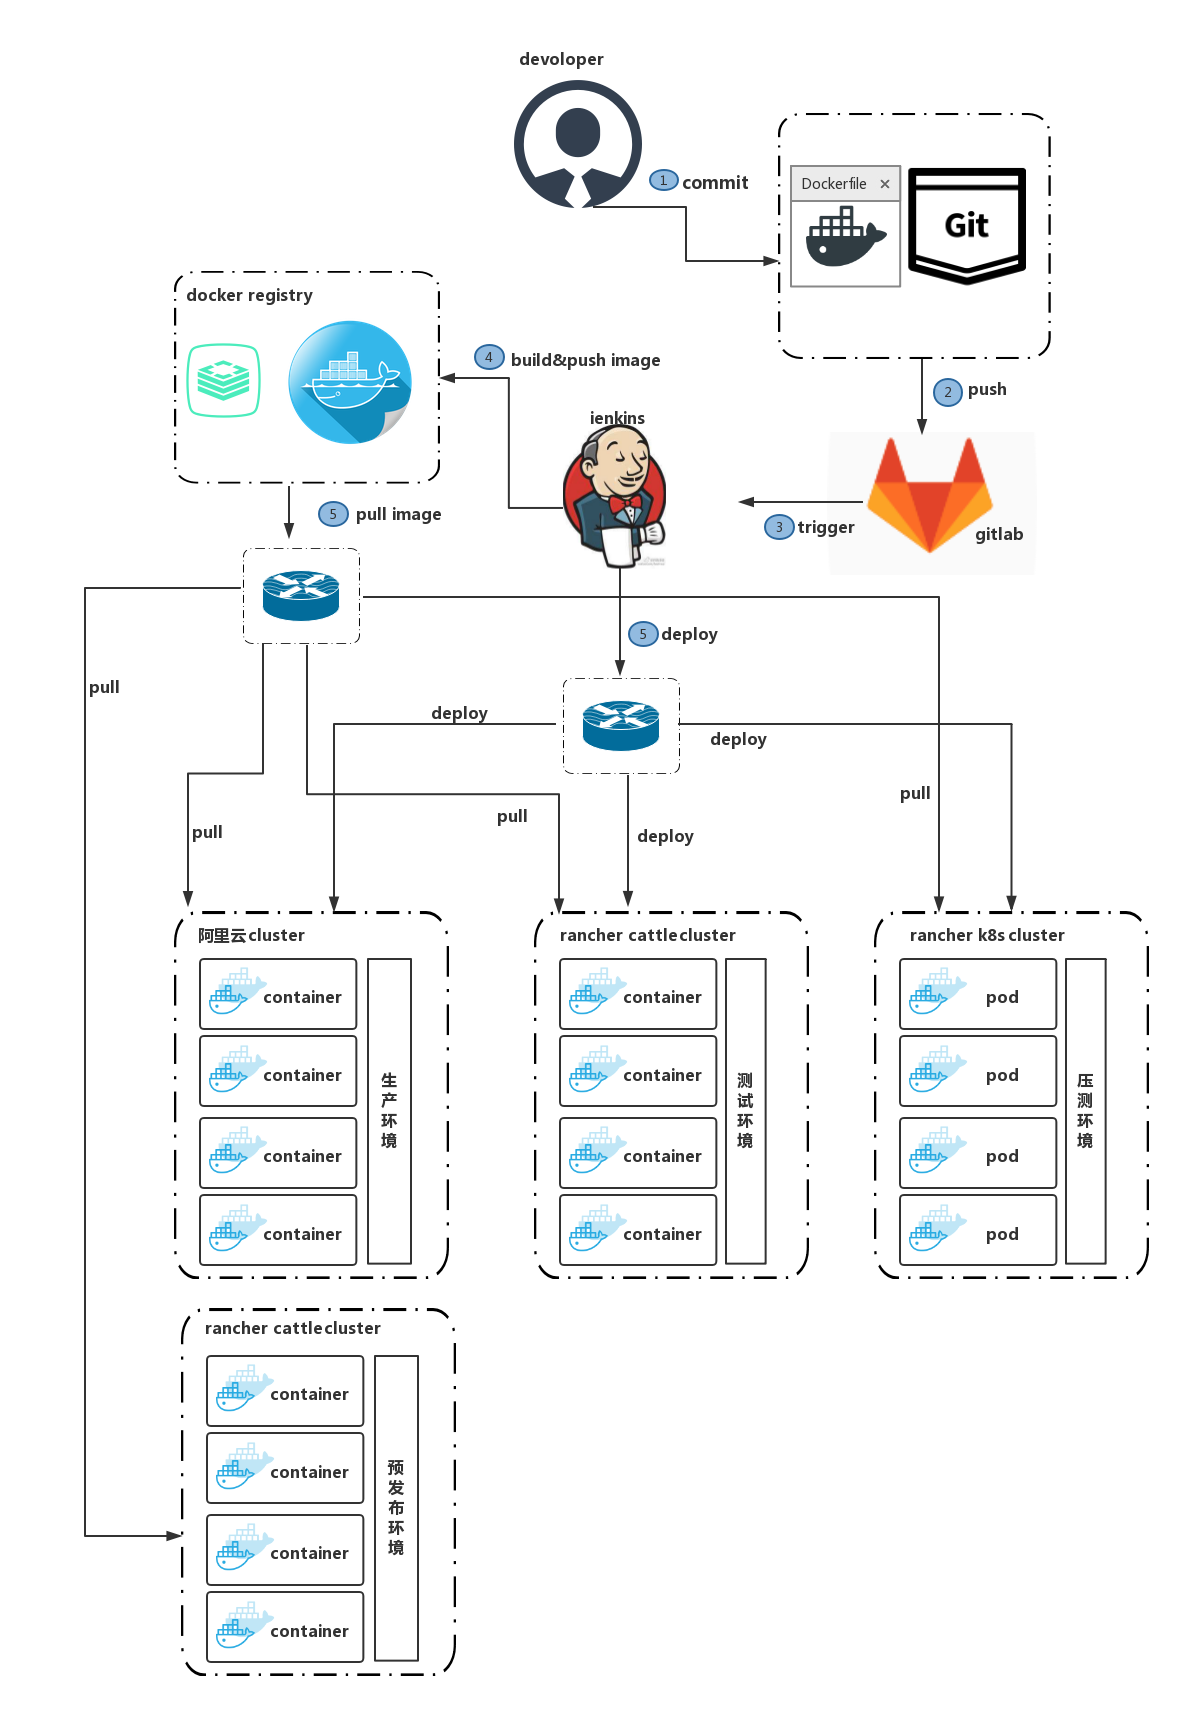 devoloper
1
commit
Dockerfile
Git
docker registry
4
build&push image
2
push
ienkins
5
pull image
3
trigger
gitlab
5
deploy
pull
deploy
deploy
pull
pull
pull
deploy
阿里云cluster
container
container
container
container
生产环境
rancher cattlecluster
container
container
container
container
测试环境
rancher k8s cluster
pod
pod
pod
pod
压测环境
rancher cattlecluster
container
container
container
container
预发布环境